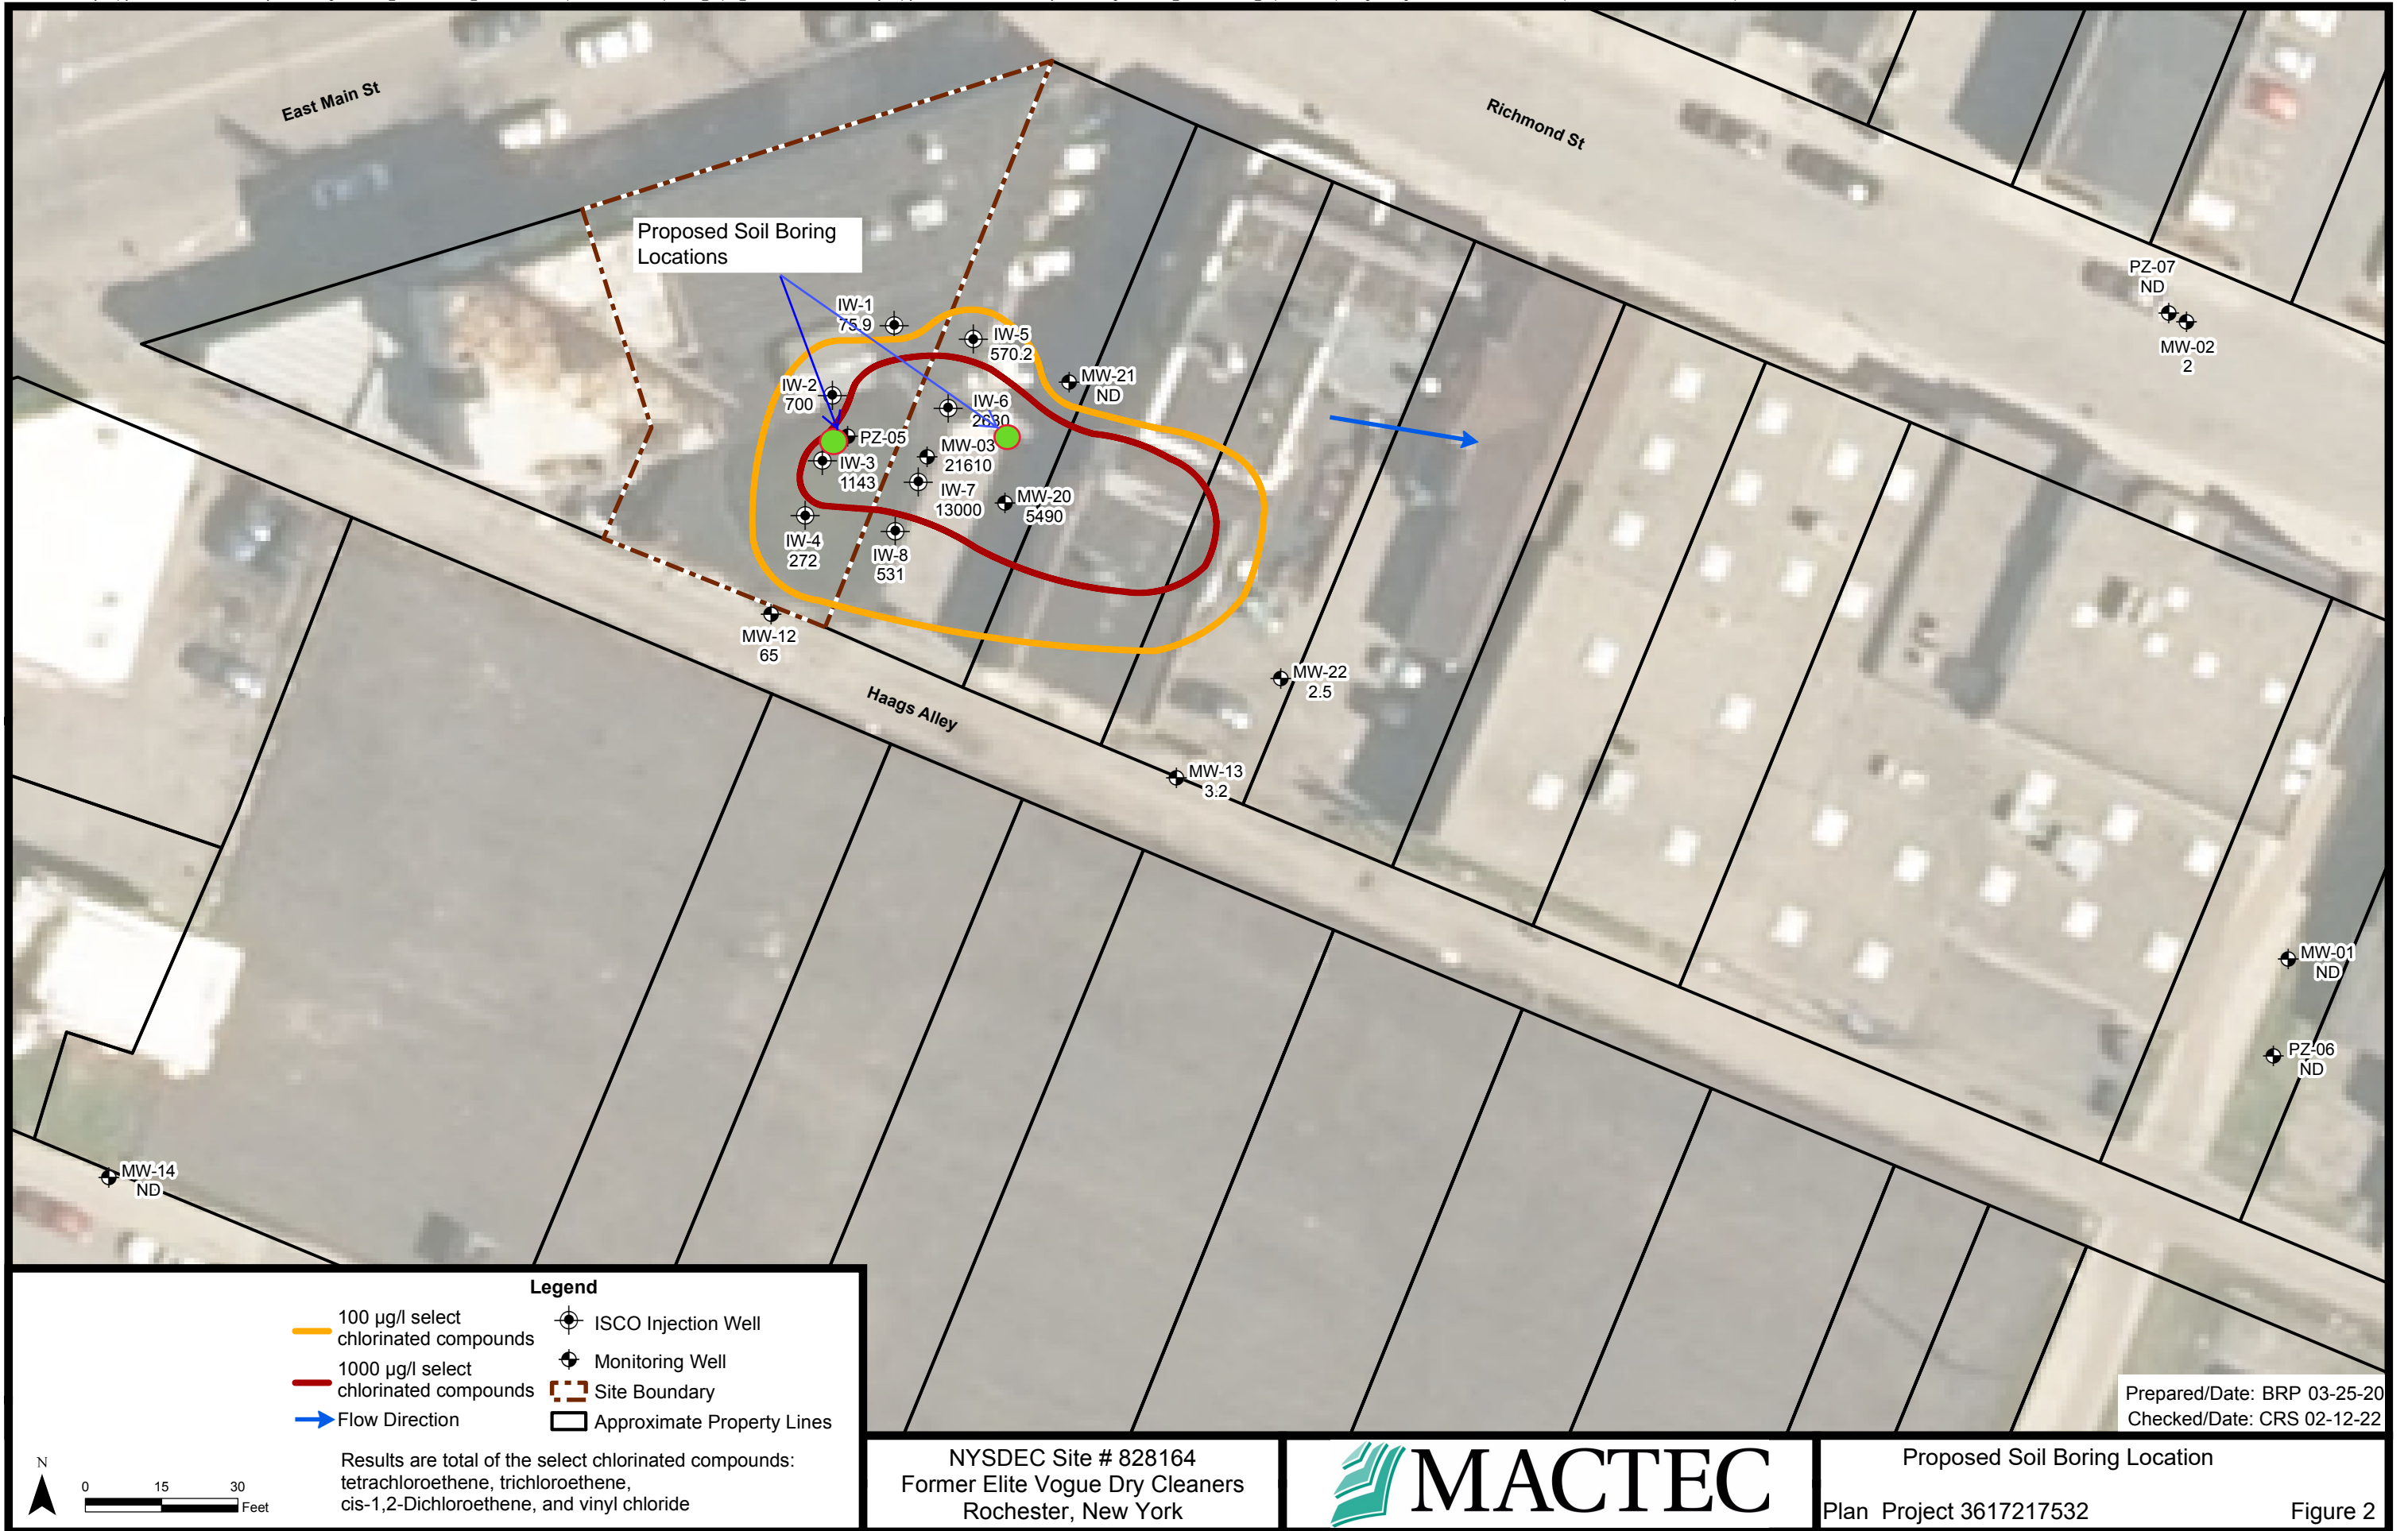 East Main St
Richmond St
Proposed Soil Boring
Locations
PZ-07
ND
MW-02
2
IW-1
75.9
IW-5
570.2
MW-21
ND
IW-2
700
IW-6
2630
PZ-05
MW-03
21610
IW-3
1143
IW-7
13000
MW-20
5490
IW-4
272
IW-8
531
MW-12
65
MW-22
2.5
Haags Alley
MW-13
3.2
MW-01
ND
PZ-06
ND
MW-14
ND
Legend
100 µg/l select
chlorinated compounds
1000 µg/l select
chlorinated compounds
Flow Direction
ISCO Injection Well
Monitoring Well
Site Boundary
Approximate Property Lines
N
0 15 30
Feet
Results are total of the select chlorinated compounds:
tetrachloroethene, trichloroethene,
cis-1,2-Dichloroethene, and vinyl chloride
NYSDEC Site # 828164
Former Elite Vogue Dry Cleaners
Rochester, New York
MACTEC
Prepared/Date: BRP 03-25-20
Checked/Date: CRS 02-12-22
Proposed Soil Boring Location
Plan Project 3617217532 Figure 2